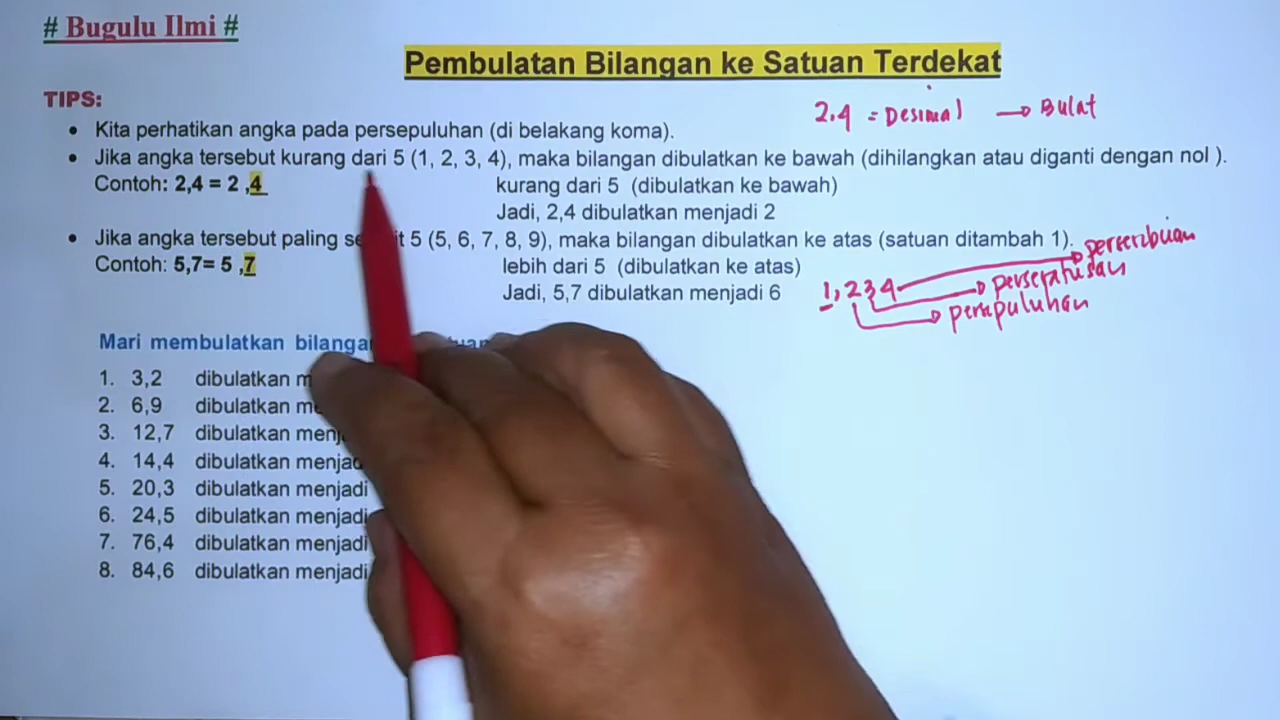 # Bugulu Ilmi #
Pembulatan Bilangan ke Satuan Terdekat
TIPS:
2.4 = Desimal → Bulat
• Kita perhatikan angka pada persepuluhan (di belakang koma).
• Jika angka tersebut kurang dari 5 (1, 2, 3, 4), maka bilangan dibulatkan ke bawah (dihilangkan atau diganti dengan nol ).
Contoh: 2,4 = 2 ,4 kurang dari 5 (dibulatkan ke bawah)
Jadi, 2,4 dibulatkan menjadi 2
• Jika angka tersebut paling 5 (5, 6, 7, 8, 9), maka bilangan dibulatkan ke atas (satuan ditambah 1).
Contoh: 5,7= 5 ,7 lebih dari 5 (dibulatkan ke atas)
Jadi, 5,7 dibulatkan menjadi 6
1,234
perseribuan
perseratusan
persepuluhan
Mari membulatkan
1. 3,2 dibulatkan
2. 6,9 dibulatkan
3. 12,7 dibulatkan
4. 14,4 dibulatkan
5. 20,3 dibulatkan menjadi
6. 24,5 dibulatkan menjadi
7. 76,4 dibulatkan menjadi
8. 84,6 dibulatkan menjadi